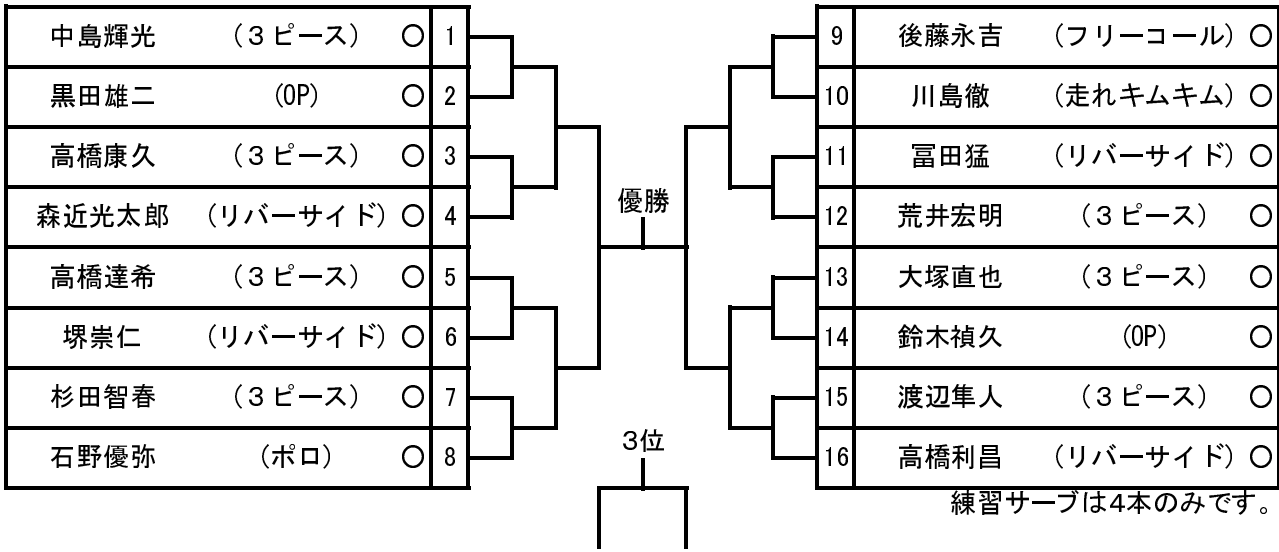 中島輝光 (3ピース) ○ 1
黒田雄二 (OP) ○ 2
高橋康久 (3ピース) ○ 3
森近光太郎 (リバーサイド) ○ 4
高橋達希 (3ピース) ○ 5
堺崇仁 (リバーサイド) ○ 6
杉田智春 (3ピース) ○ 7
石野優弥 (ポロ) ○ 8
優勝
3位
9 後藤永吉 (フリーコール) ○
10 川島徹 (走れキムキム) ○
11 冨田猛 (リバーサイド) ○
12 荒井宏明 (3ピース) ○
13 大塚直也 (3ピース) ○
14 鈴木禎久 (OP) ○
15 渡辺隼人 (3ピース) ○
16 高橋利昌 (リバーサイド) ○
練習サーブは4本のみです。